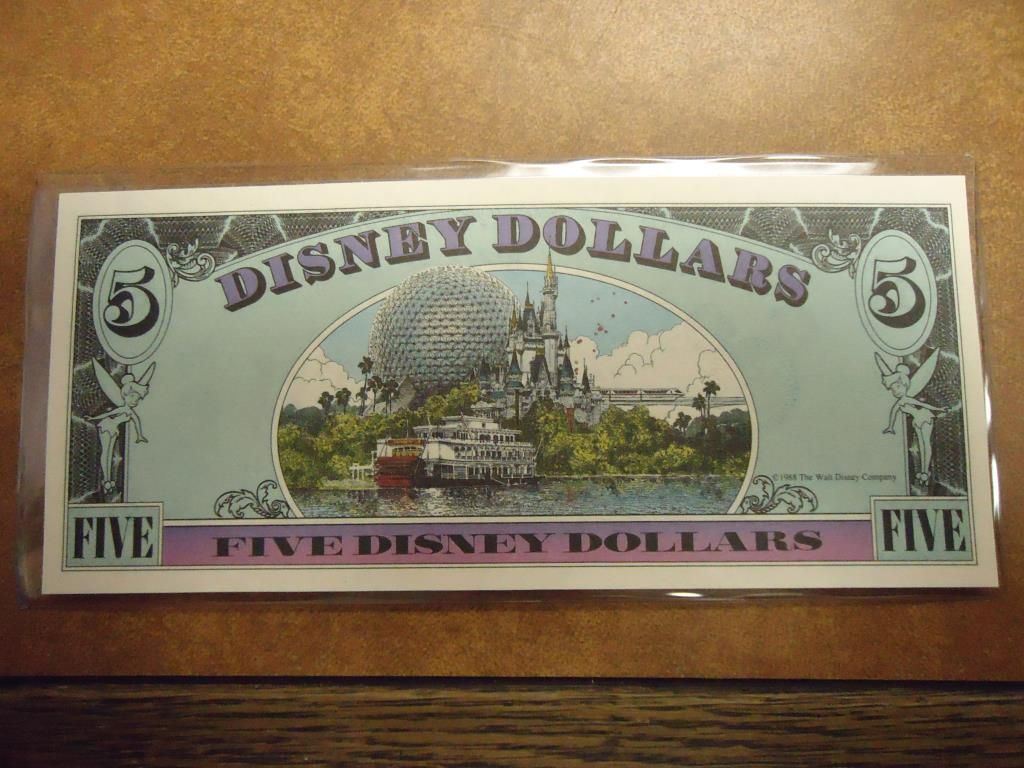 DISNEY DOLLARS
5
5
© 1988 The Walt Disney Company
FIVE
FIVE DISNEY DOLLARS
FIVE